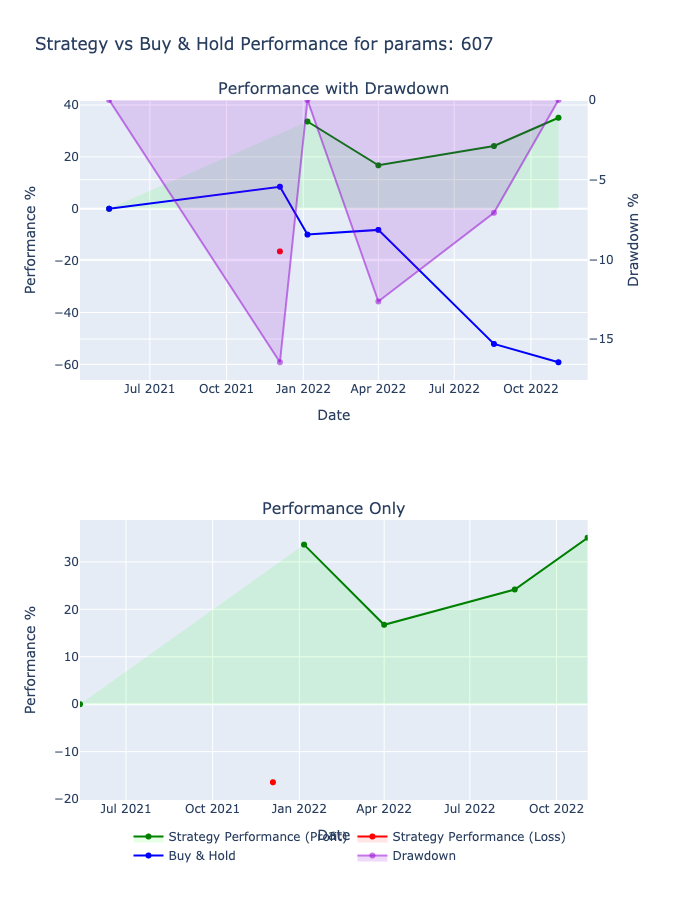 Strategy vs Buy & Hold Performance for params: 607
Performance with Drawdown
40
20
0
−20
−40
−60
Performance %
0
−5
−10
−15
Drawdown %
Jul 2021
Oct 2021
Jan 2022
Apr 2022
Jul 2022
Oct 2022
Date
Performance Only
30
20
10
0
−10
−20
Performance %
Jul 2021
Oct 2021
Jan 2022
Apr 2022
Jul 2022
Oct 2022
Date
Strategy Performance (Profit)
Strategy Performance (Loss)
Buy & Hold
Drawdown